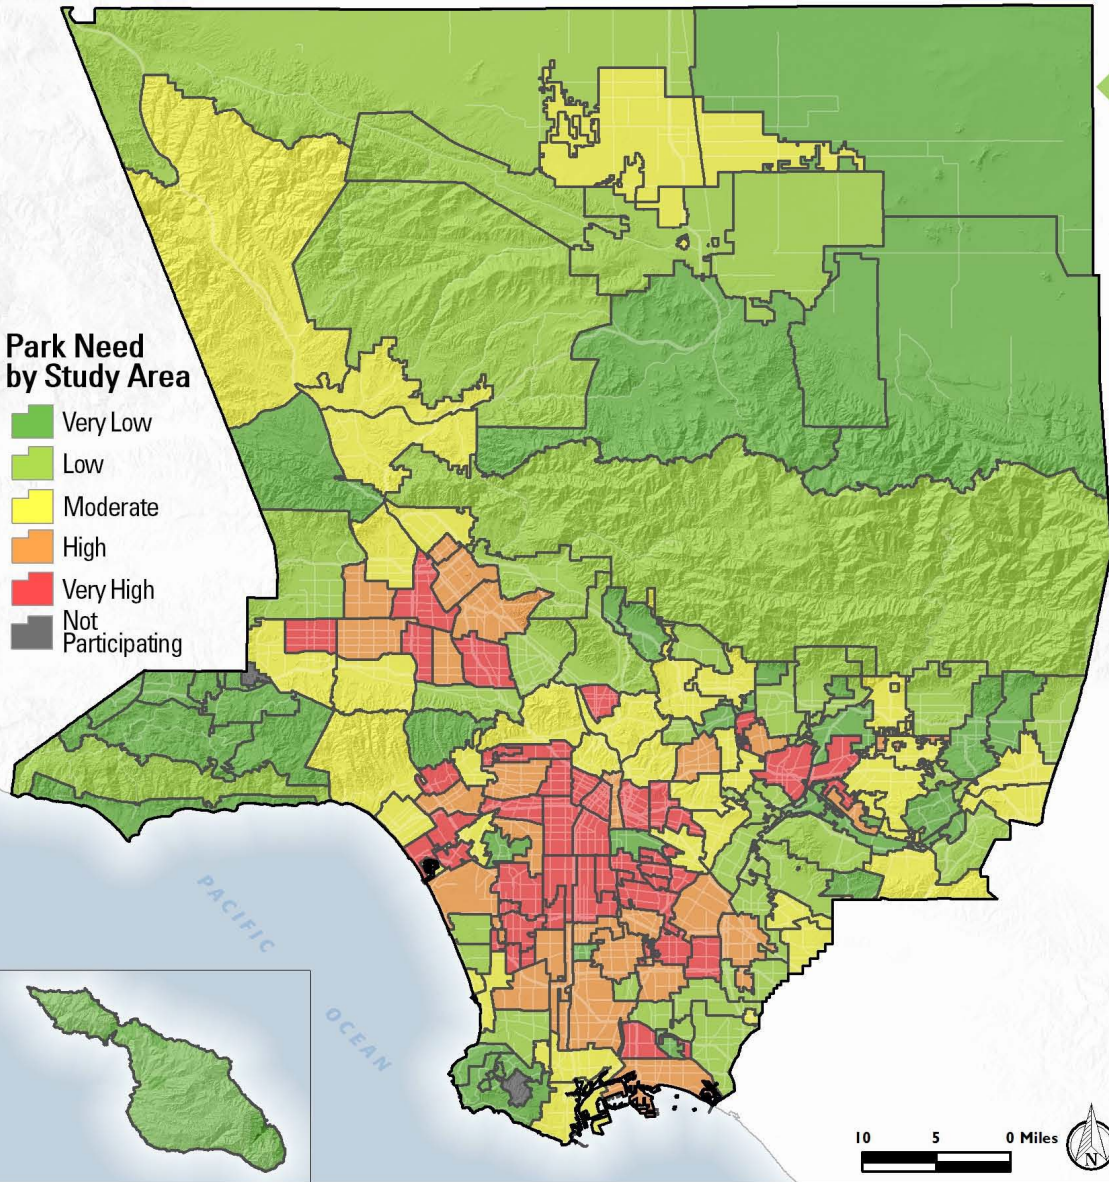 Park Need
by Study Area
Very Low
Low
Moderate
High
Very High
Not
Participating
PACIFIC
OCEAN
10 5 0 Miles
N